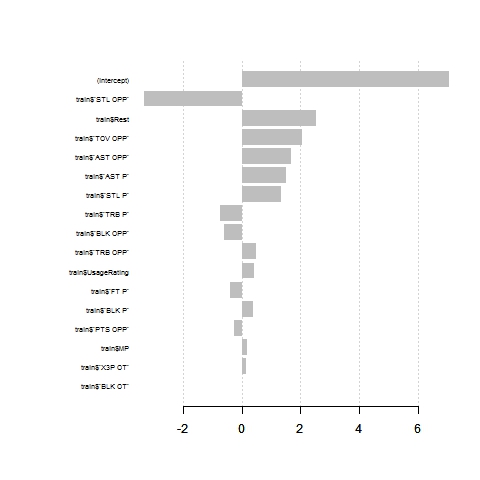 (Intercept)
train$`STL OPP`
train$Rest
train$`TOV OPP`
train$`AST OPP`
train$`AST P`
train$`STL P`
train$`TRB P`
train$`BLK OPP`
train$`TRB OPP`
train$UsageRating
train$`FT P`
train$`BLK P`
train$`PTS OPP`
train$MP
train$`X3P OT`
train$`BLK OT`
-2 0 2 4 6